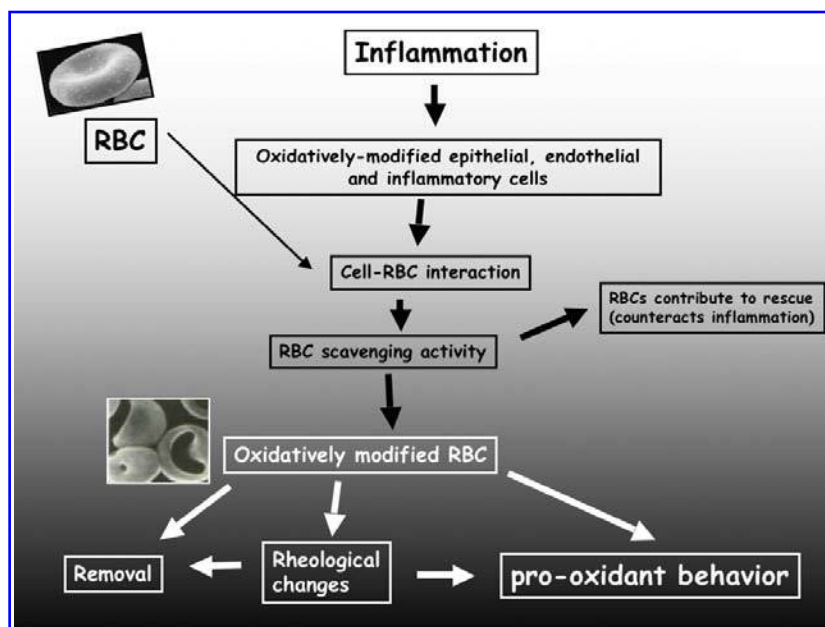 Inflammation
RBC
Oxidatively-modified epithelial, endothelial
and inflammatory cells
Cell-RBC interaction
RBCs contribute to rescue
(counteracts inflammation)
RBC scavenging activity
Oxidatively modified RBC
Removal
Rheological
changes
pro-oxidant behavior